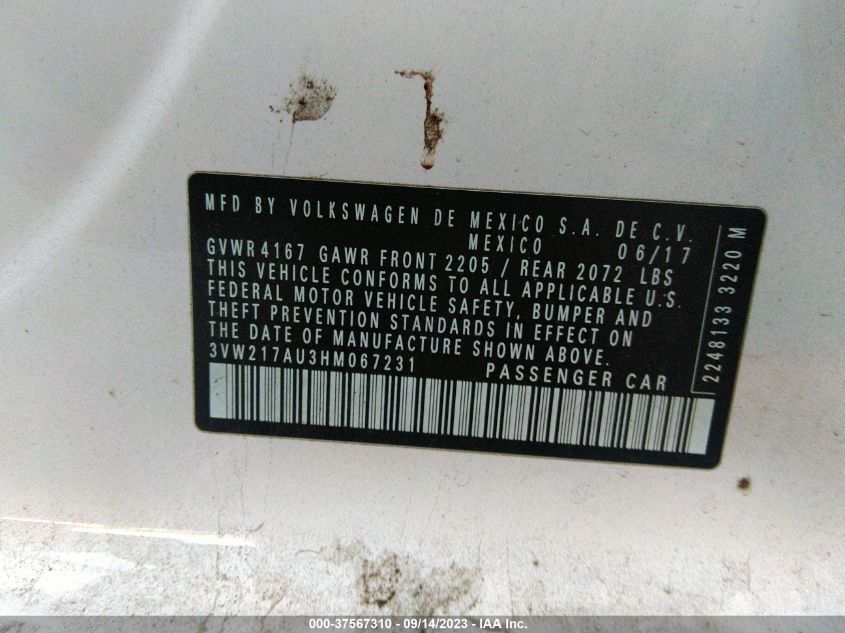 MFD BY VOLKSWAGEN DE MEXICO S.A. DE C.V.
MEXICO 06/17
GVWR 4167 GAWR FRONT 2205 / REAR 2072 LBS
THIS VEHICLE CONFORMS TO ALL APPLICABLE U.S.
FEDERAL MOTOR VEHICLE SAFETY, BUMPER AND
THEFT PREVENTION STANDARDS IN EFFECT ON
THE DATE OF MANUFACTURE SHOWN ABOVE.
3VW217AU3HM067231 PASSENGER CAR
2248133 3220 M
000-37567310 - 09/14/2023 - IAA Inc.